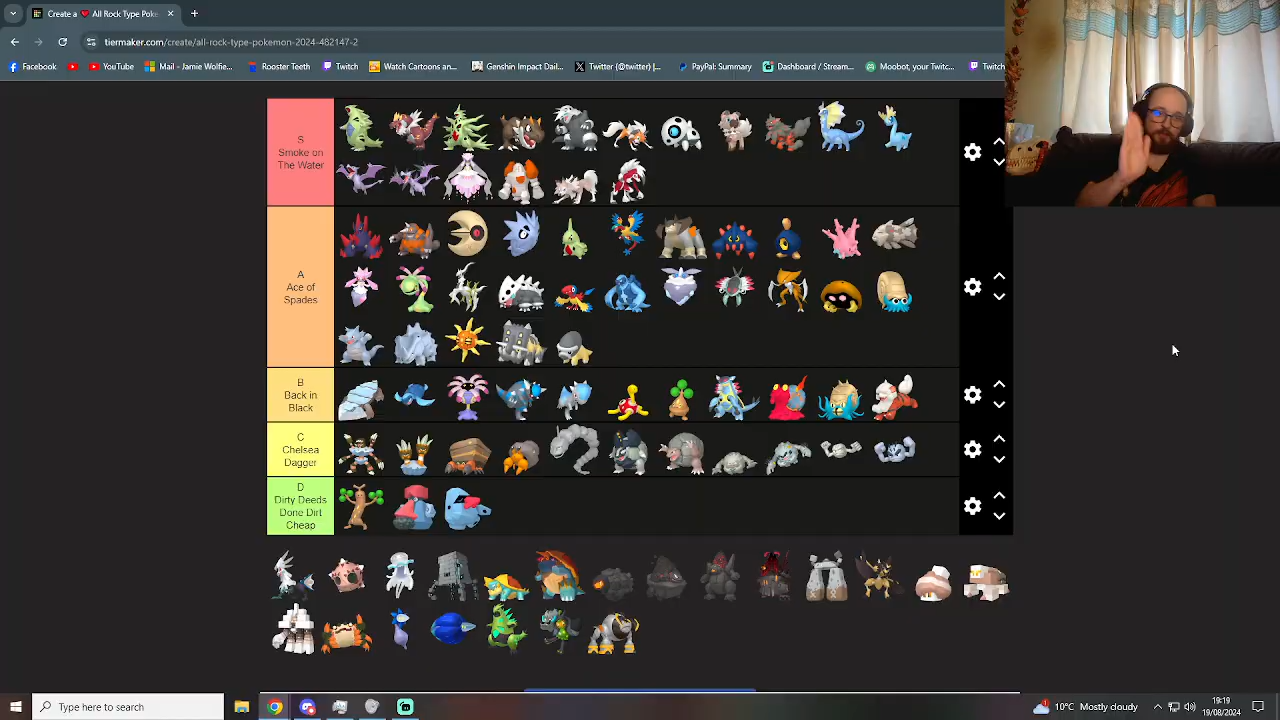 Create a ❤️ All Rock Type Poke
tiermaker.com/create/all-rock-type-pokemon-2024-482147-2
Facebook
YouTube
Mail - Jamie Wolfie...
Rooster Teeth
Twitch
Watch Cartoons an...
Genshin Impact Dail...
Twitter (@twitter) |...
PayPal: Summary
Dashboard / Stream...
Moobot, your Twitc...
Twitch
S
Smoke on
The Water
A
Ace of
Spades
B
Back in
Black
C
Chelsea
Dagger
D
Dirty Deeds
Done Dirt
Cheap
Type here to search
10°C Mostly cloudy
19:19
19/08/2024